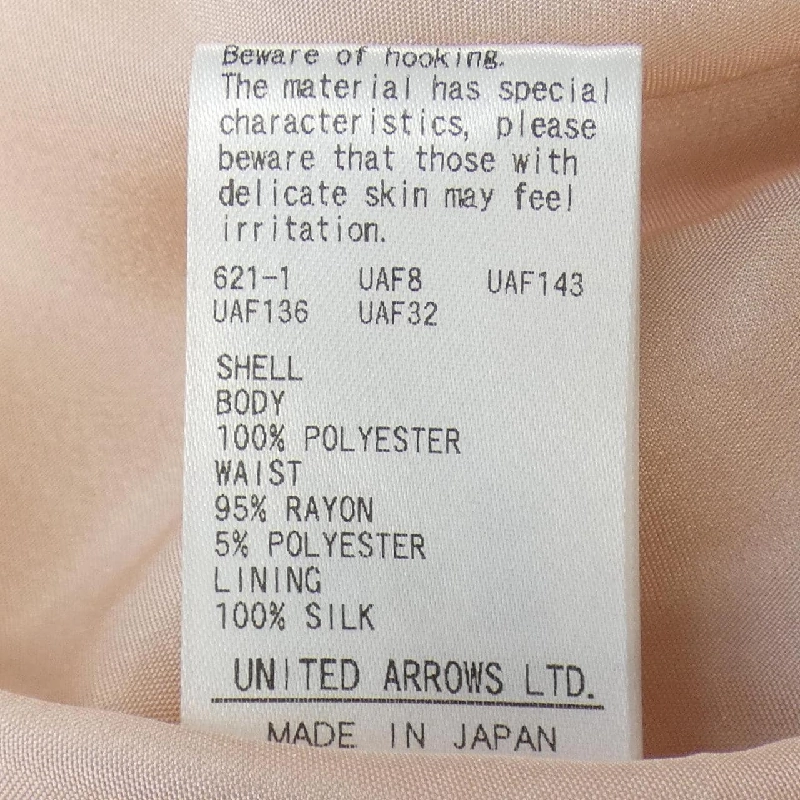 Beware of hooking.
The material has special
characteristics, please
beware that those with
delicate skin may feel
irritation.
621-1 UAF8 UAF143
UAF136 UAF32
SHELL
BODY
100% POLYESTER
WAIST
95% RAYON
5% POLYESTER
LINING
100% SILK
UNITED ARROWS LTD.
MADE IN JAPAN